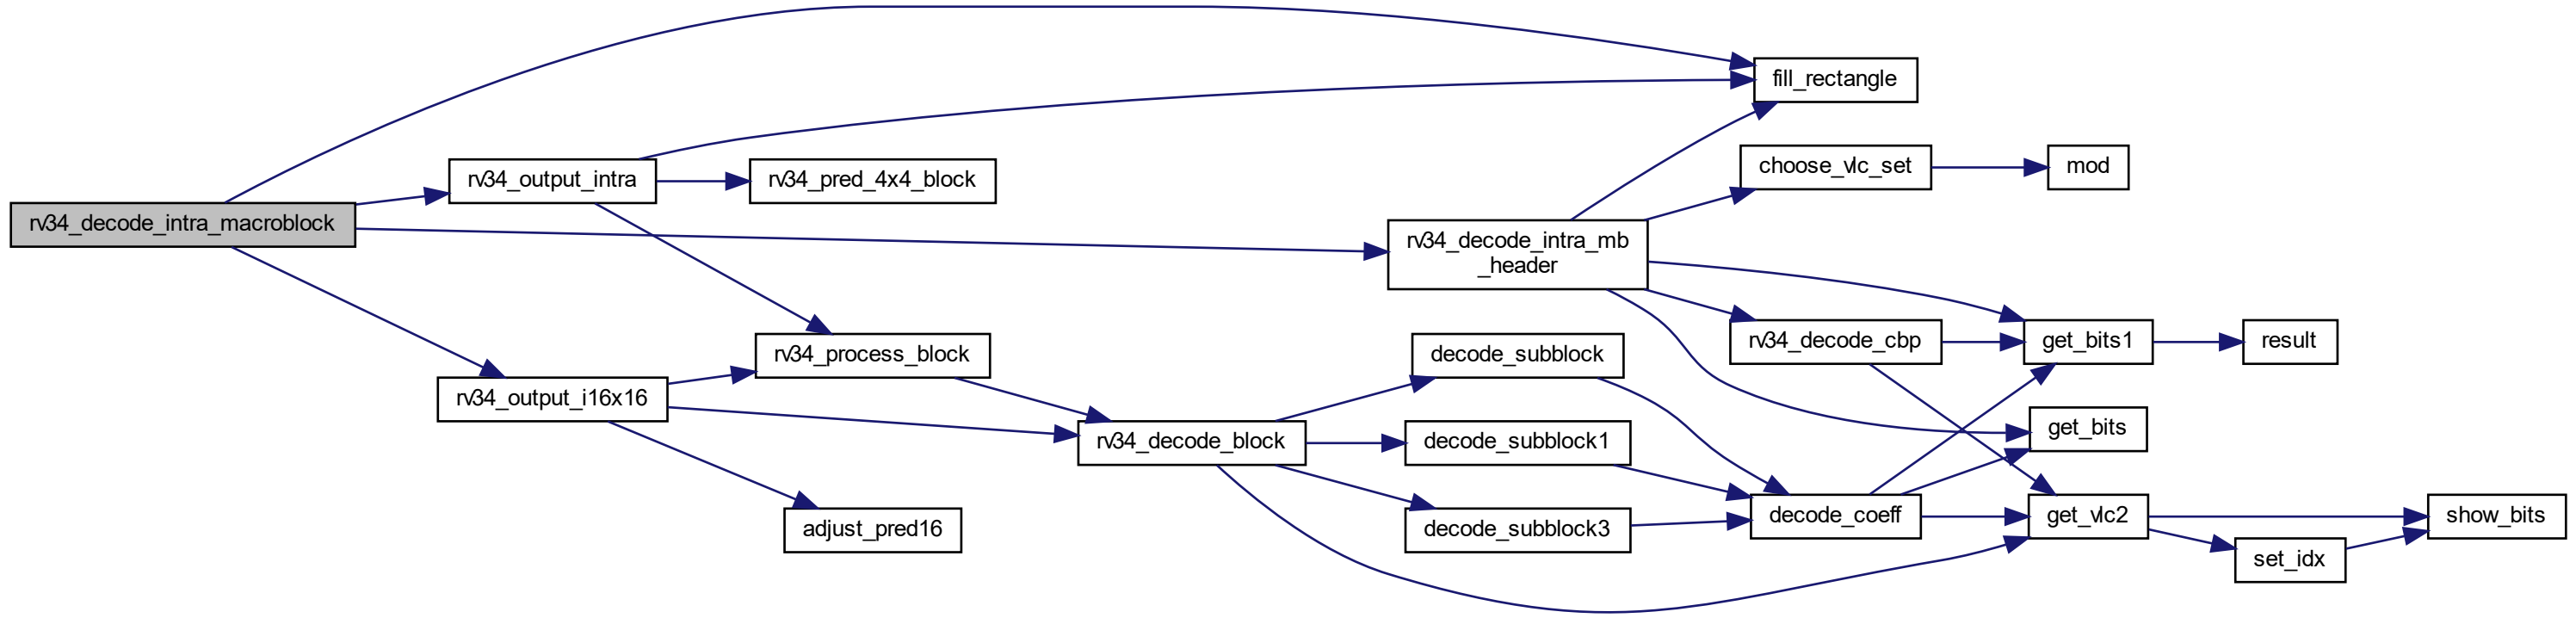 fill_rectangle
choose_vlc_set
mod
rv34_output_intra
rv34_pred_4x4_block
rv34_decode_intra_macroblock
rv34_decode_intra_mb
_header
rv34_process_block
decode_subblock
rv34_decode_cbp
get_bits1
result
rv34_output_i16x16
rv34_decode_block
decode_subblock1
get_bits
adjust_pred16
decode_subblock3
decode_coeff
get_vlc2
show_bits
set_idx